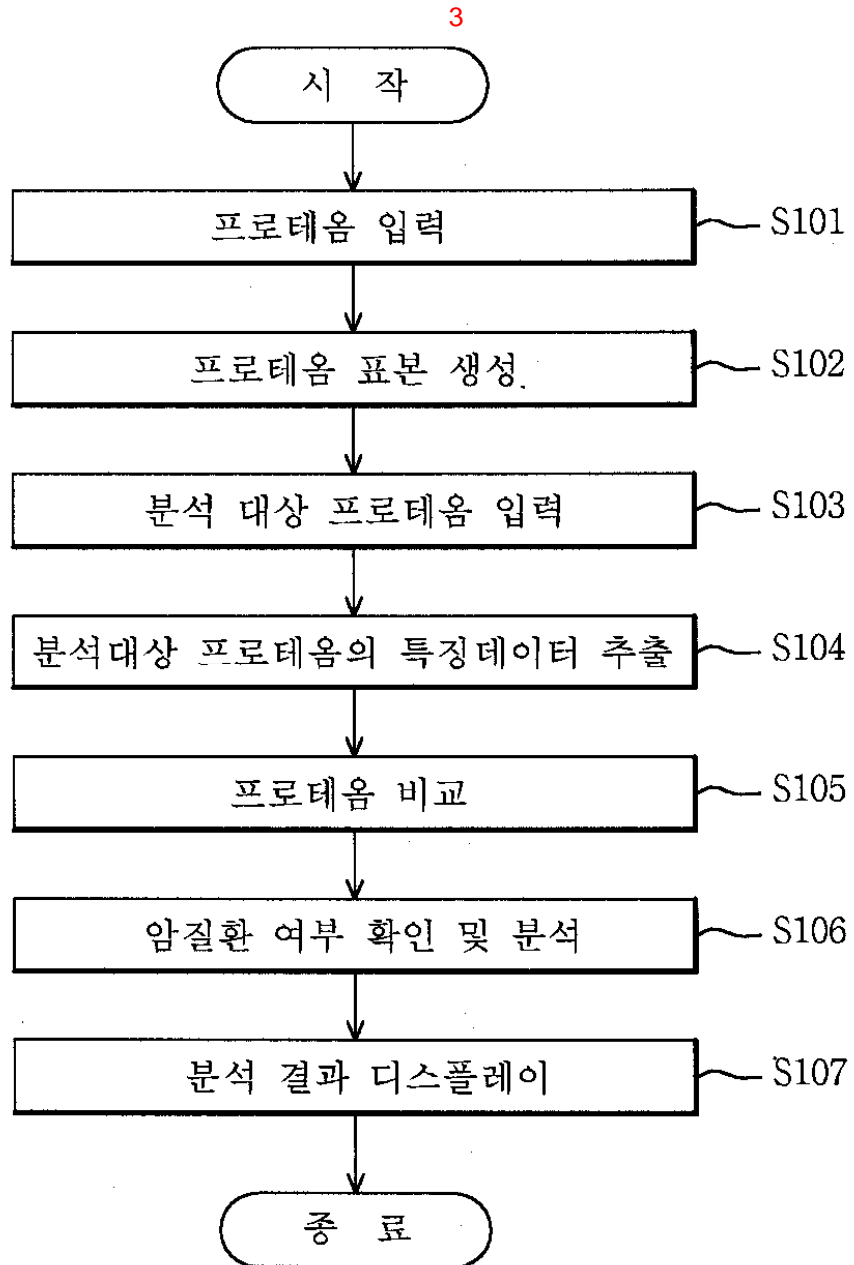 3
시 작
프로테옴 입력 S101
프로테옴 표본 생성 S102
분석 대상 프로테옴 입력 S103
분석대상 프로테옴의 특징데이터 추출 S104
프로테옴 비교 S105
암질환 여부 확인 및 분석 S106
분석 결과 디스플레이 S107
종 료